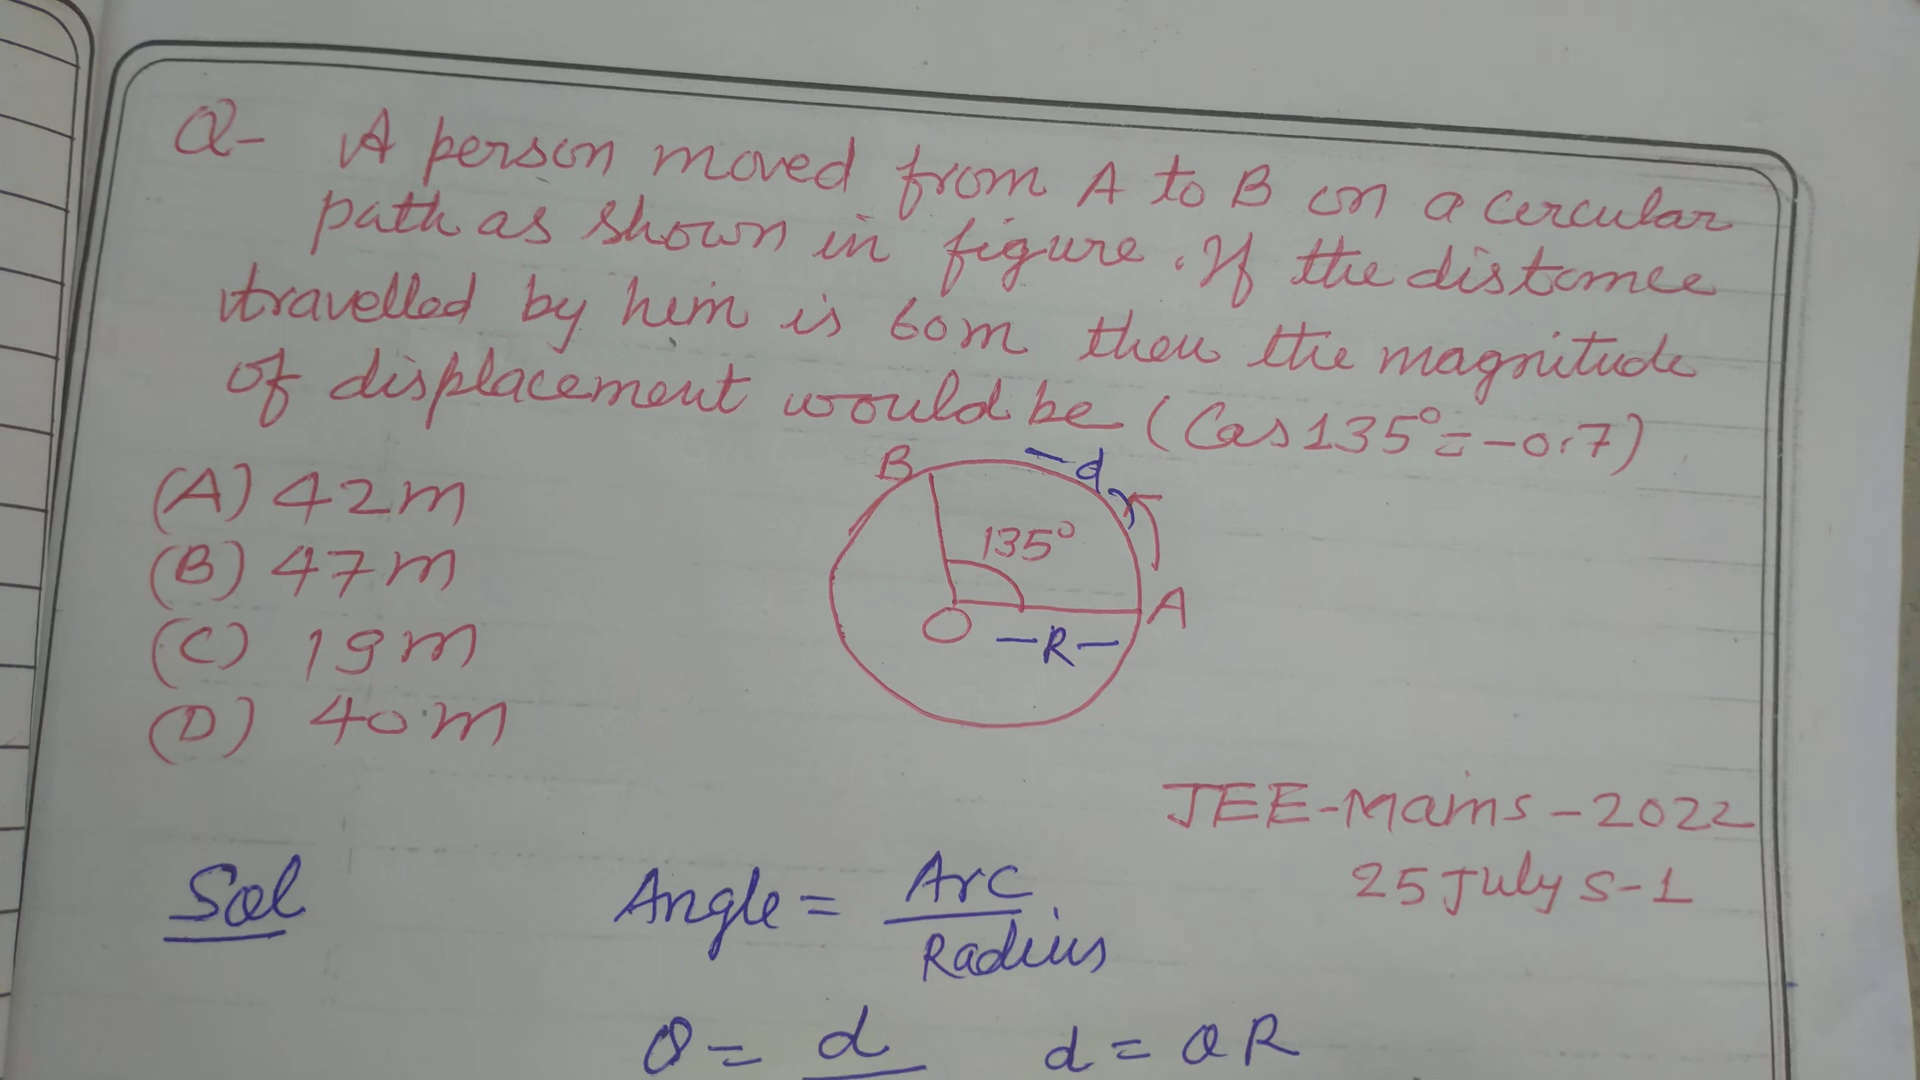 Q- A person moved from A to B on a circular
path as shown in figure. If the distance
travelled by him is 60m then the magnitude
of displacement would be (Cos135°=-0.7)
(A) 42m
(B) 47m
(C) 19m
(D) 40m
B
-d
135°
O
-R-
A
JEE-Mains-2022
25 July S-1
Sol
Angle = Arc
Radius
θ = d
d = θR